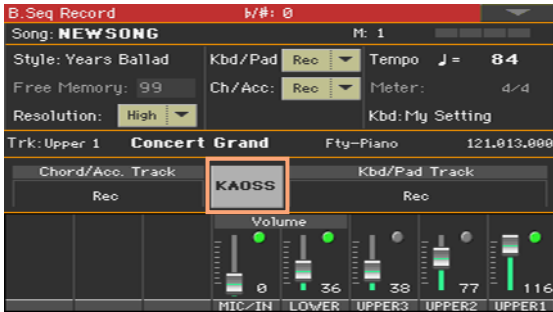 B.Seq Record ♭/#: 0
Song: NEWSONG M: 1
Style: Years Ballad Kbd/Pad Rec Tempo ♩= 84
Free Memory: 99 Ch/Acc: Rec Meter: 4/4
Resolution: High Kbd: My Setting
Trk: Upper 1 Concert Grand Fty-Piano 121.013.000
Chord/Acc. Track KAOSS Kbd/Pad Track
Rec Rec
Volume
0 36 38 77 116
MIC/IN LOWER UPPER3 UPPER2 UPPER1